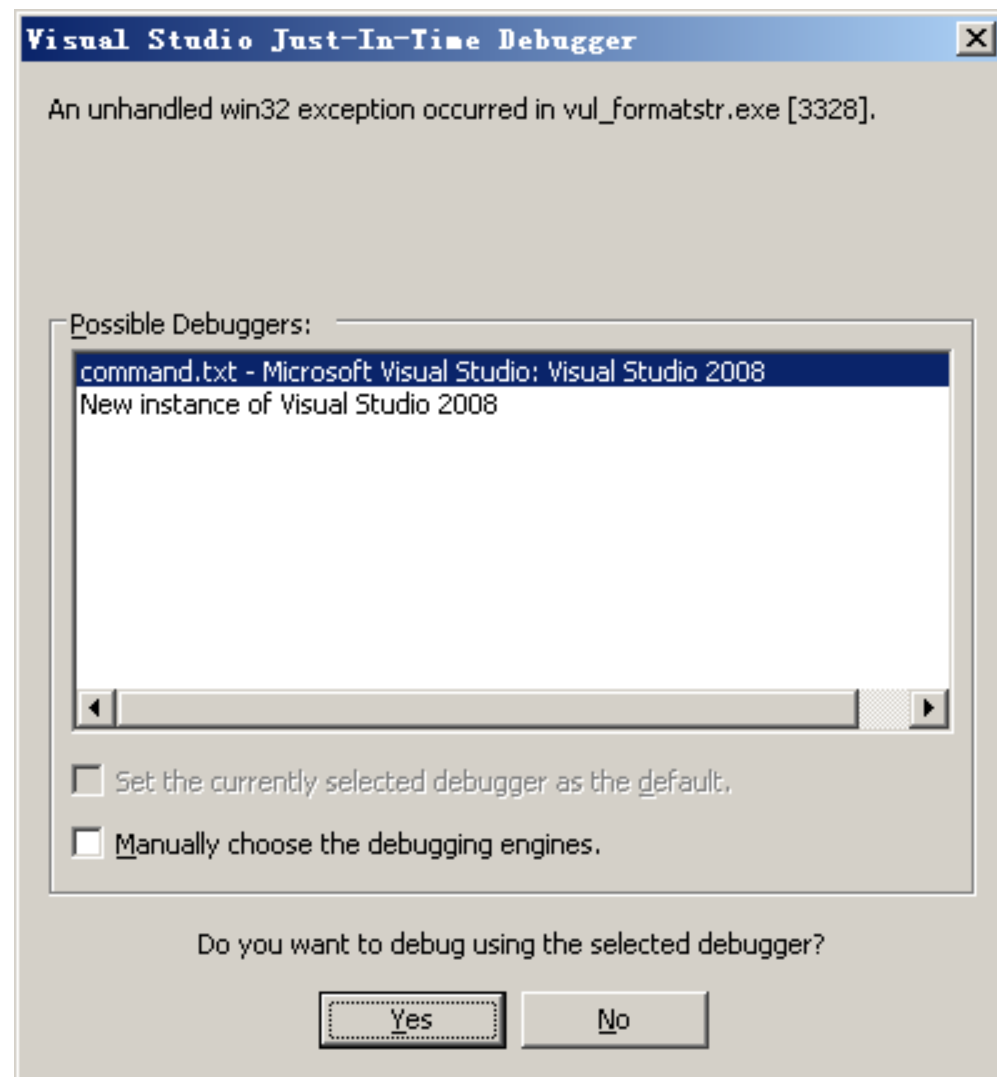 Visual Studio Just-In-Time Debugger
An unhandled win32 exception occurred in vul_formatstr.exe [3328].
Possible Debuggers:
command.txt - Microsoft Visual Studio: Visual Studio 2008
New instance of Visual Studio 2008
Set the currently selected debugger as the default.
Manually choose the debugging engines.
Do you want to debug using the selected debugger?
Yes
No